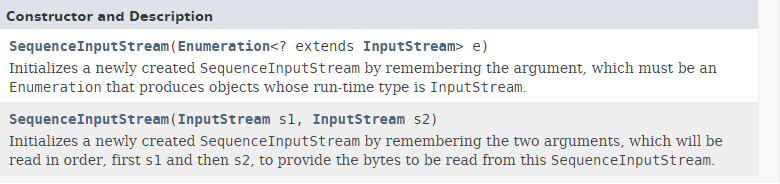 Constructor and Description
SequenceInputStream(Enumeration<? extends InputStream> e)
Initializes a newly created SequenceInputStream by remembering the argument, which must be an
Enumeration that produces objects whose run-time type is InputStream.
SequenceInputStream(InputStream s1, InputStream s2)
Initializes a newly created SequenceInputStream by remembering the two arguments, which will be
read in order, first s1 and then s2, to provide the bytes to be read from this SequenceInputStream.